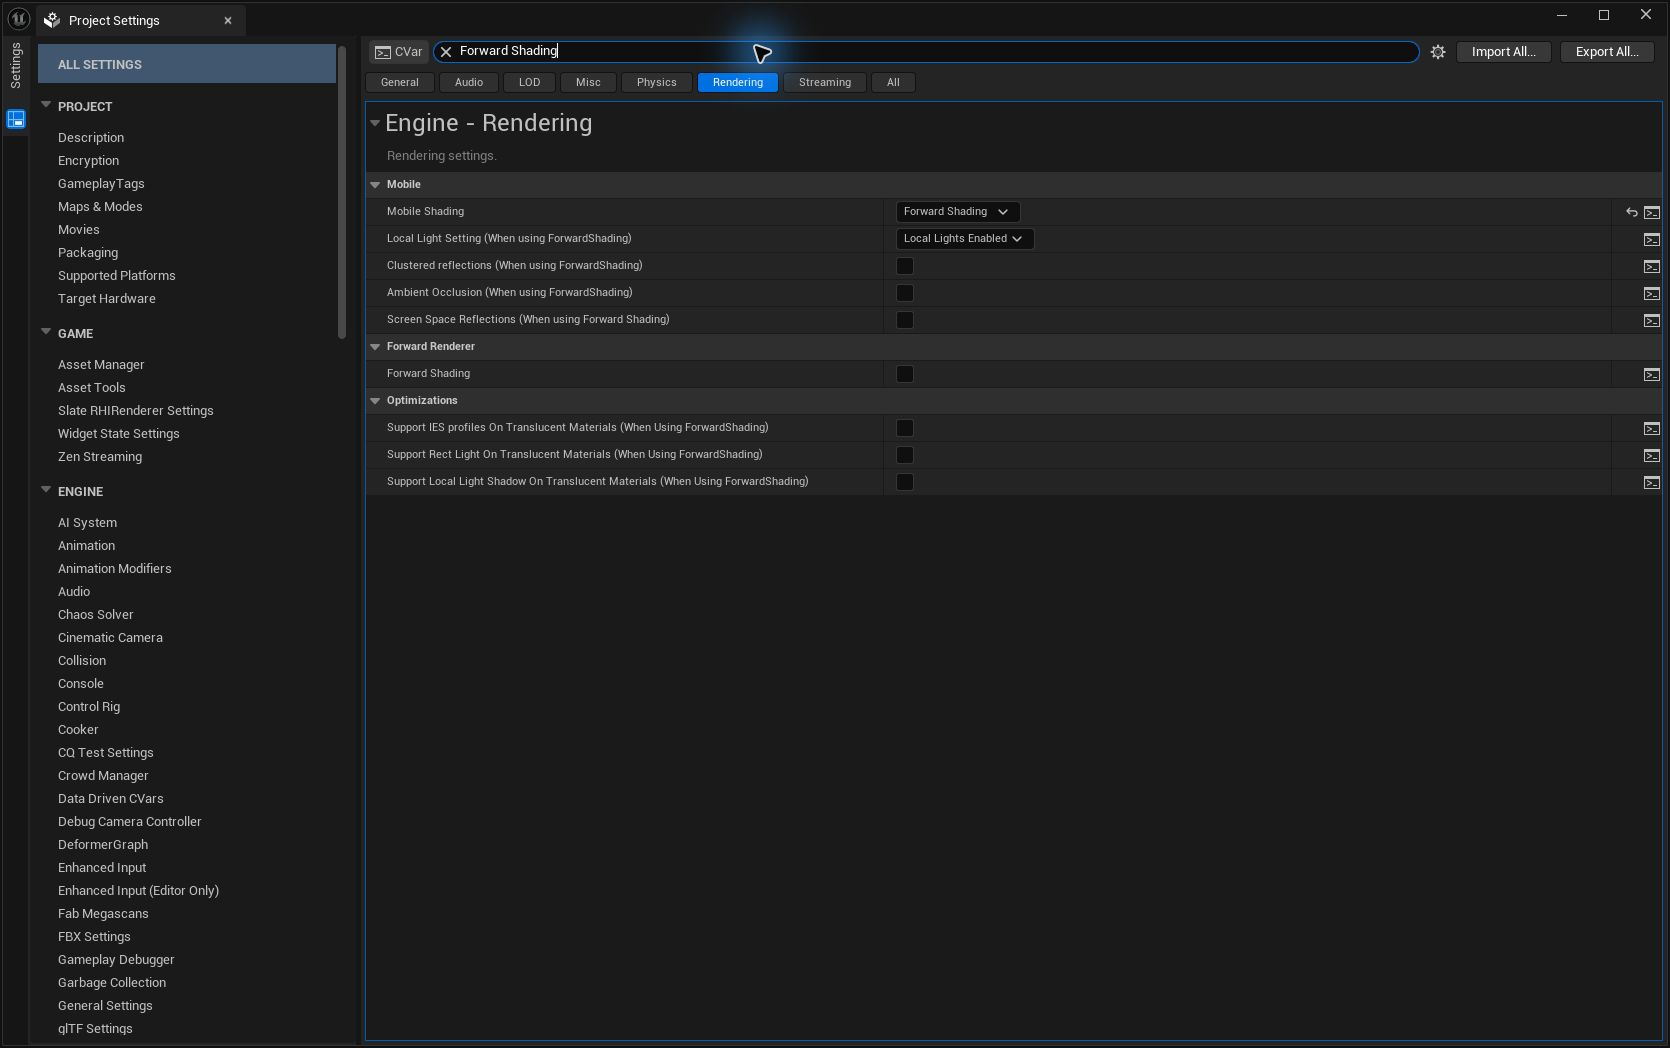 Project Settings
Settings
CVar
Forward Shading
Import All...
Export All...
General
Audio
LOD
Misc
Physics
Rendering
Streaming
All
ALL SETTINGS
PROJECT
Description
Encryption
GameplayTags
Maps & Modes
Movies
Packaging
Supported Platforms
Target Hardware
GAME
Asset Manager
Asset Tools
Slate RHIRenderer Settings
Widget State Settings
Zen Streaming
ENGINE
AI System
Animation
Animation Modifiers
Audio
Chaos Solver
Cinematic Camera
Collision
Console
Control Rig
Cooker
CQ Test Settings
Crowd Manager
Data Driven CVars
Debug Camera Controller
DeformerGraph
Enhanced Input
Enhanced Input (Editor Only)
Fab Megascans
FBX Settings
Gameplay Debugger
Garbage Collection
General Settings
glTF Settings
Engine - Rendering
Rendering settings.
Mobile
Mobile Shading
Forward Shading
Local Light Setting (When using ForwardShading)
Local Lights Enabled
Clustered reflections (When using ForwardShading)
Ambient Occlusion (When using ForwardShading)
Screen Space Reflections (When using Forward Shading)
Forward Renderer
Forward Shading
Optimizations
Support IES profiles On Translucent Materials (When Using ForwardShading)
Support Rect Light On Translucent Materials (When Using ForwardShading)
Support Local Light Shadow On Translucent Materials (When Using ForwardShading)